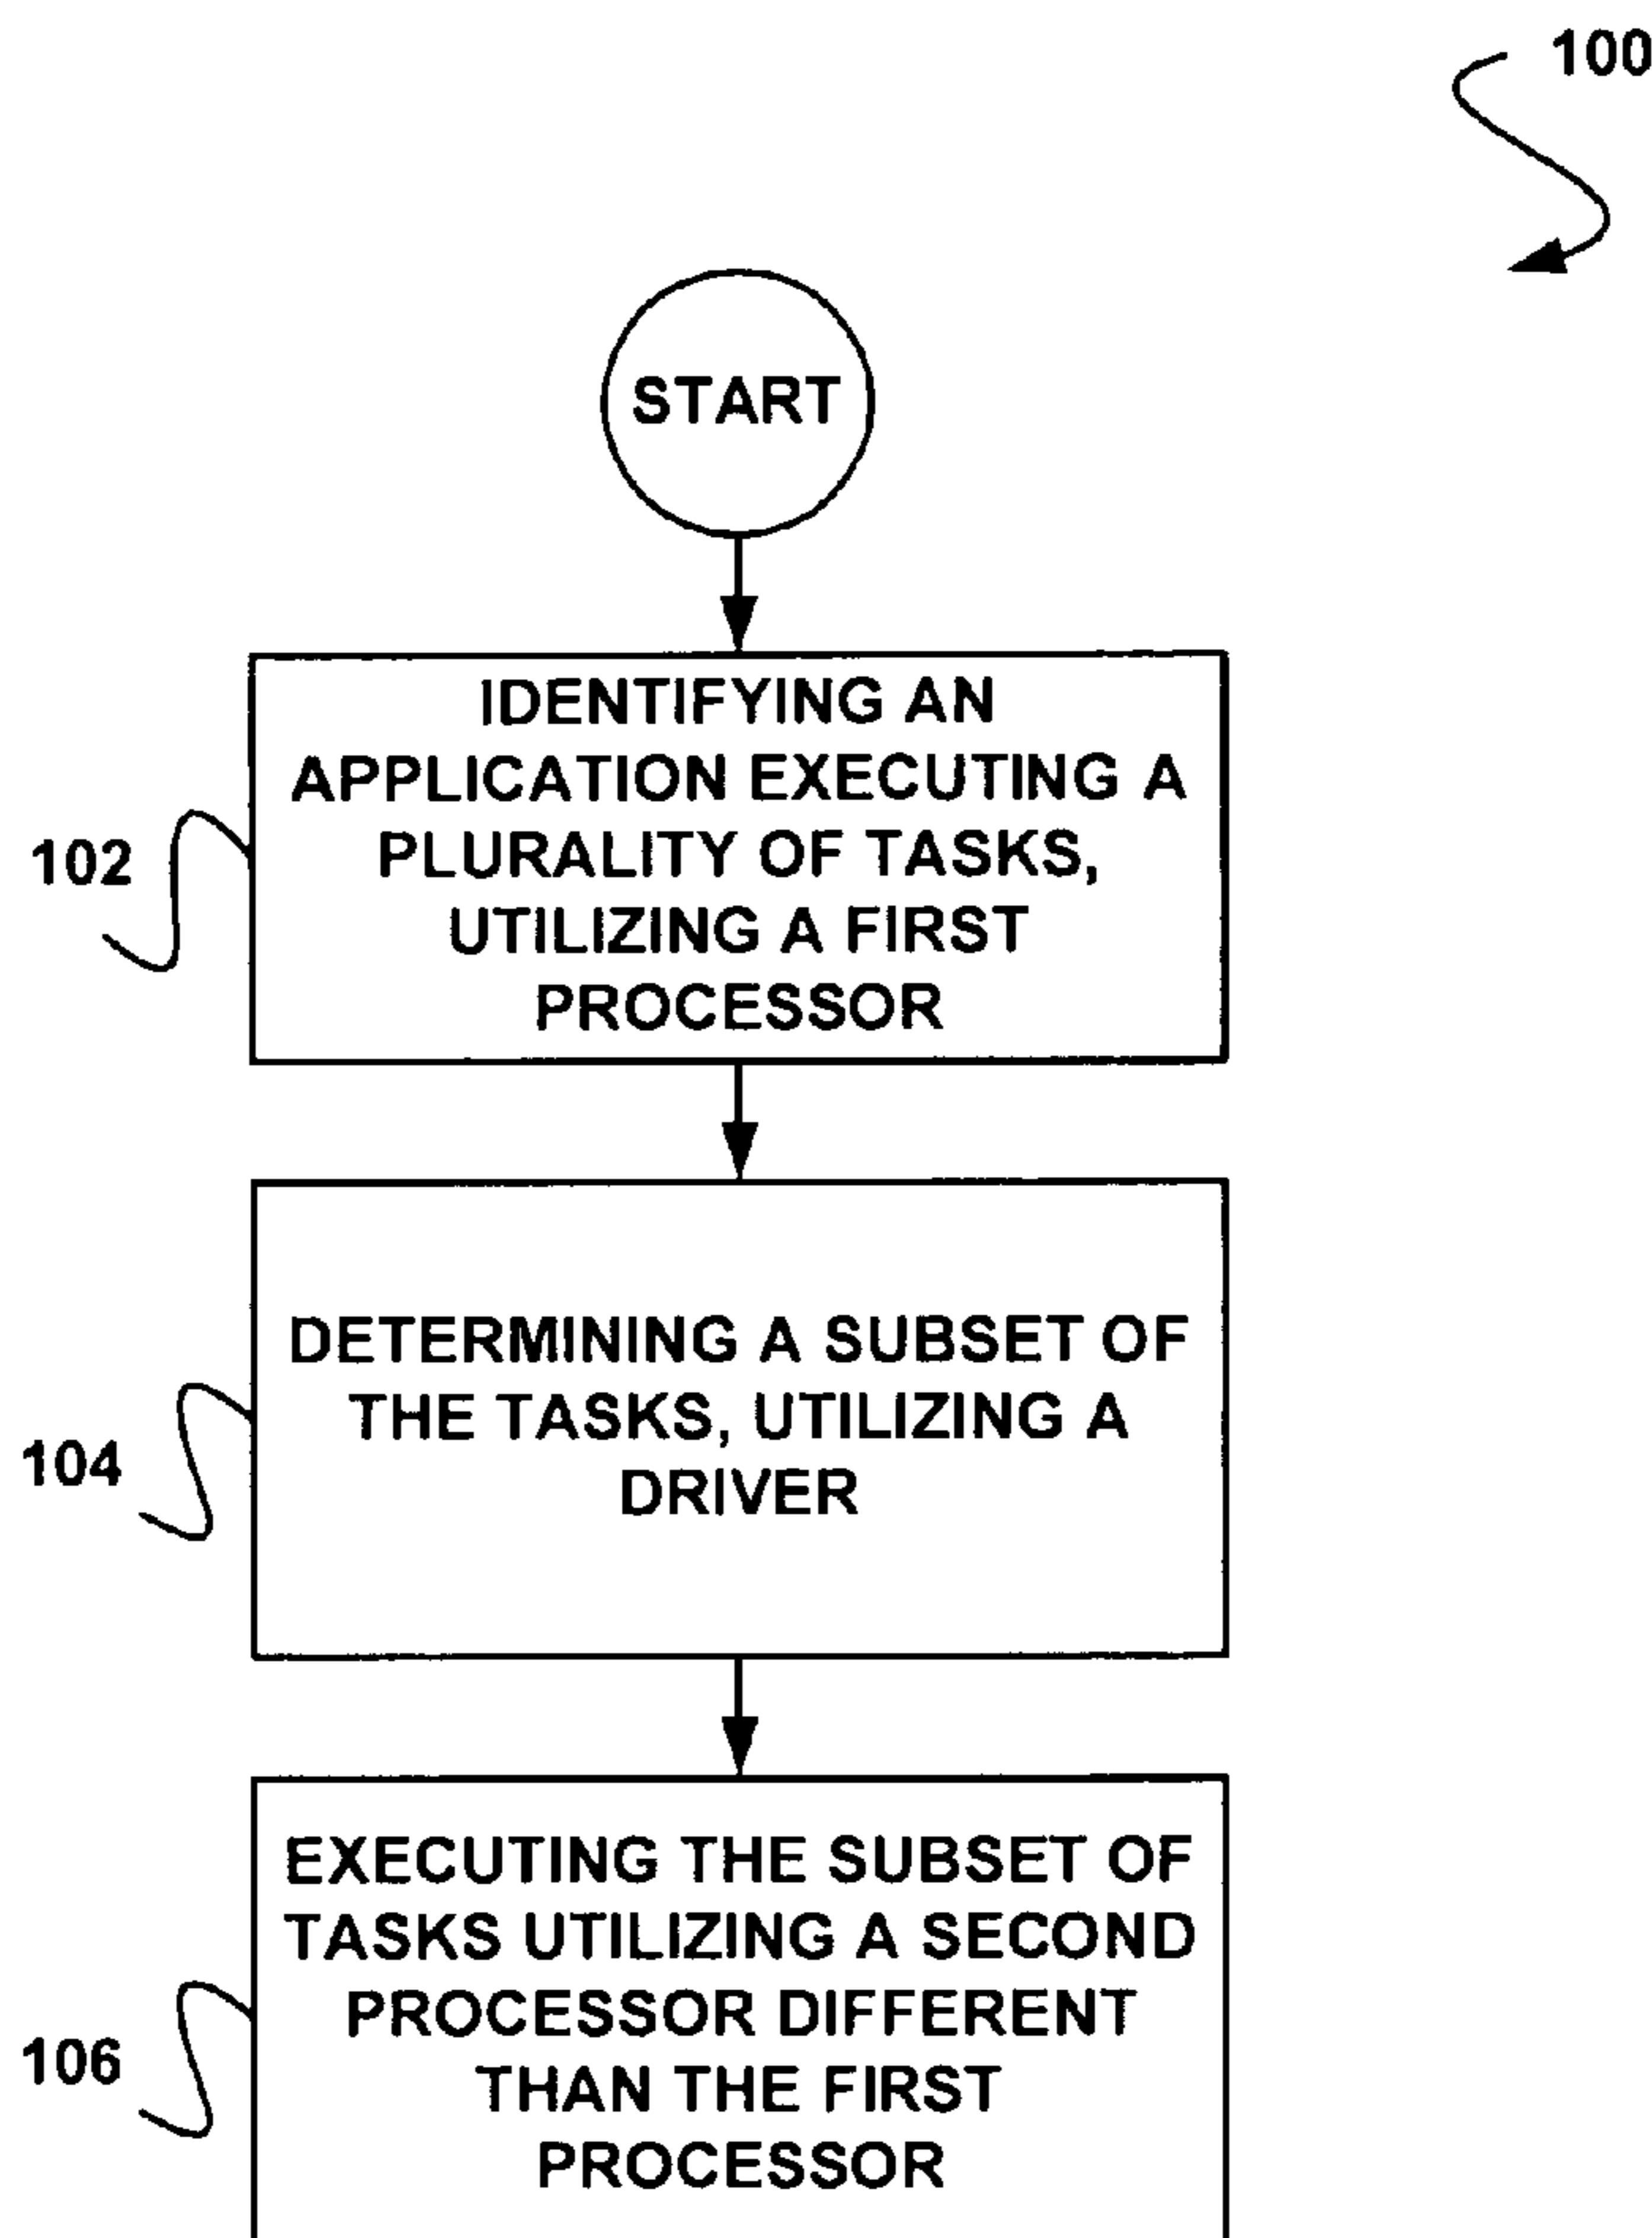 100
START
IDENTIFYING AN
APPLICATION EXECUTING A
PLURALITY OF TASKS,
UTILIZING A FIRST
PROCESSOR
102
DETERMINING A SUBSET OF
THE TASKS, UTILIZING A
DRIVER
104
EXECUTING THE SUBSET OF
TASKS UTILIZING A SECOND
PROCESSOR DIFFERENT
THAN THE FIRST
PROCESSOR
106